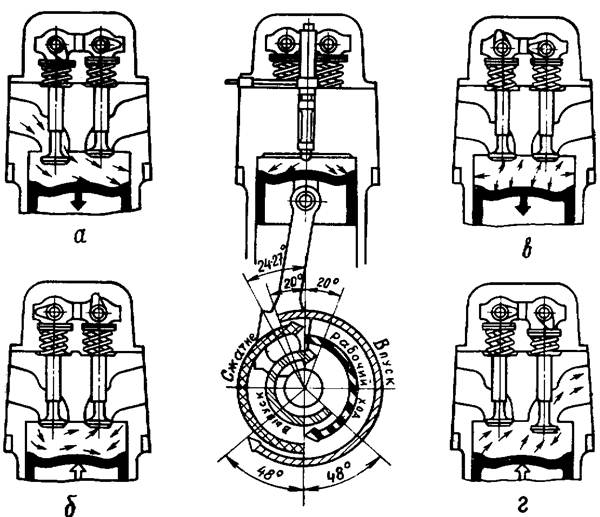 а
в
24-27°
20°
20°
Сжатие
Впуск
Рабочий ход
Выпуск
48°
48°
б
г